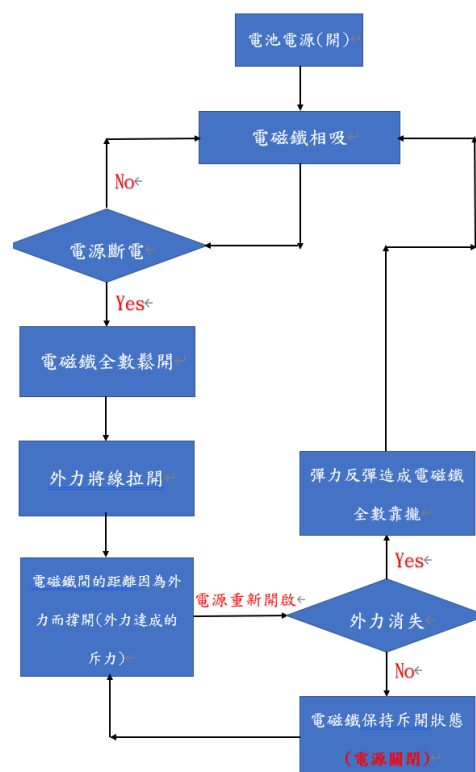 電池電源(開)
電磁鐵相吸
No
電源斷電
Yes
電磁鐵全數鬆開
外力將線拉開
電磁鐵間的距離因為外
力而撐開(外力達成的
斥力)
電源重新開啟
外力消失
Yes
彈力反彈造成電磁鐵
全數靠攏
No
電磁鐵保持斥開狀態
(電源關閉)